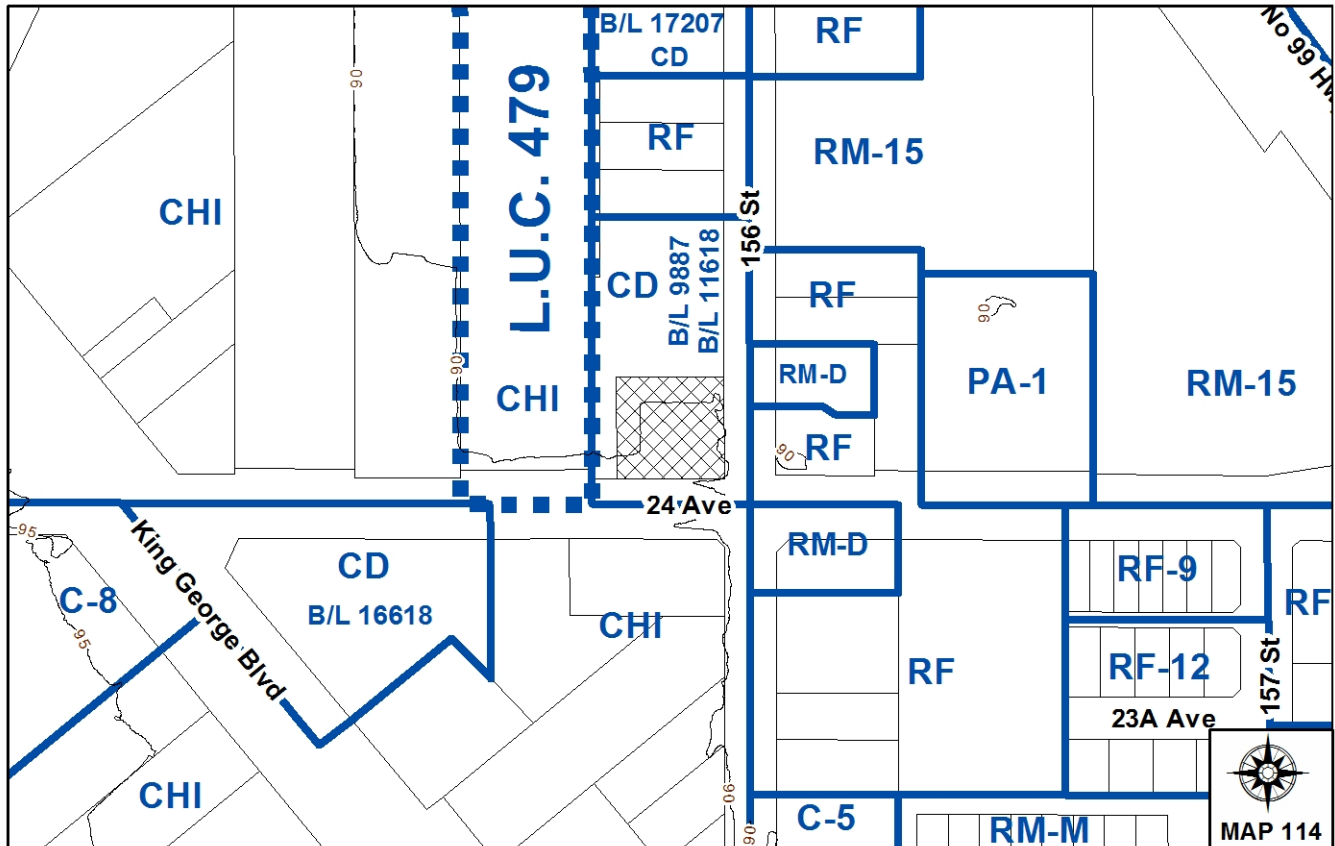 B/L 17207
CD
RF
No 99 Hw
90
L.U.C. 479
RF
RM-15
CHI
156 St
CD
B/L 9887
B/L 11618
RF
90
90
RM-D
PA-1
RM-15
CHI
RF
90
24 Ave
95
King George Blvd
CD
B/L 16618
C-8
95
CHI
RM-D
RF-9
RF
RF
RF-12
157 St
23A Ave
CHI
90
90
C-5
RM-M
MAP 114